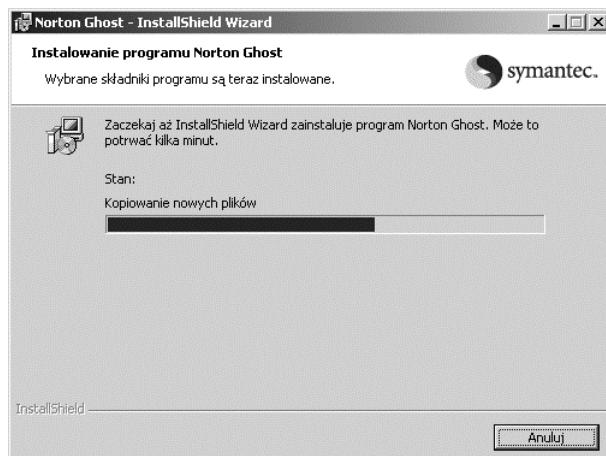 Norton Ghost - InstallShield Wizard
Instalowanie programu Norton Ghost
Wybrane składniki programu są teraz instalowane.
symantec.
Zaczekaj aż InstallShield Wizard zainstaluje program Norton Ghost. Może to
potrwać kilka minut.
Stan:
Kopiowanie nowych plików
InstallShield
Anuluj